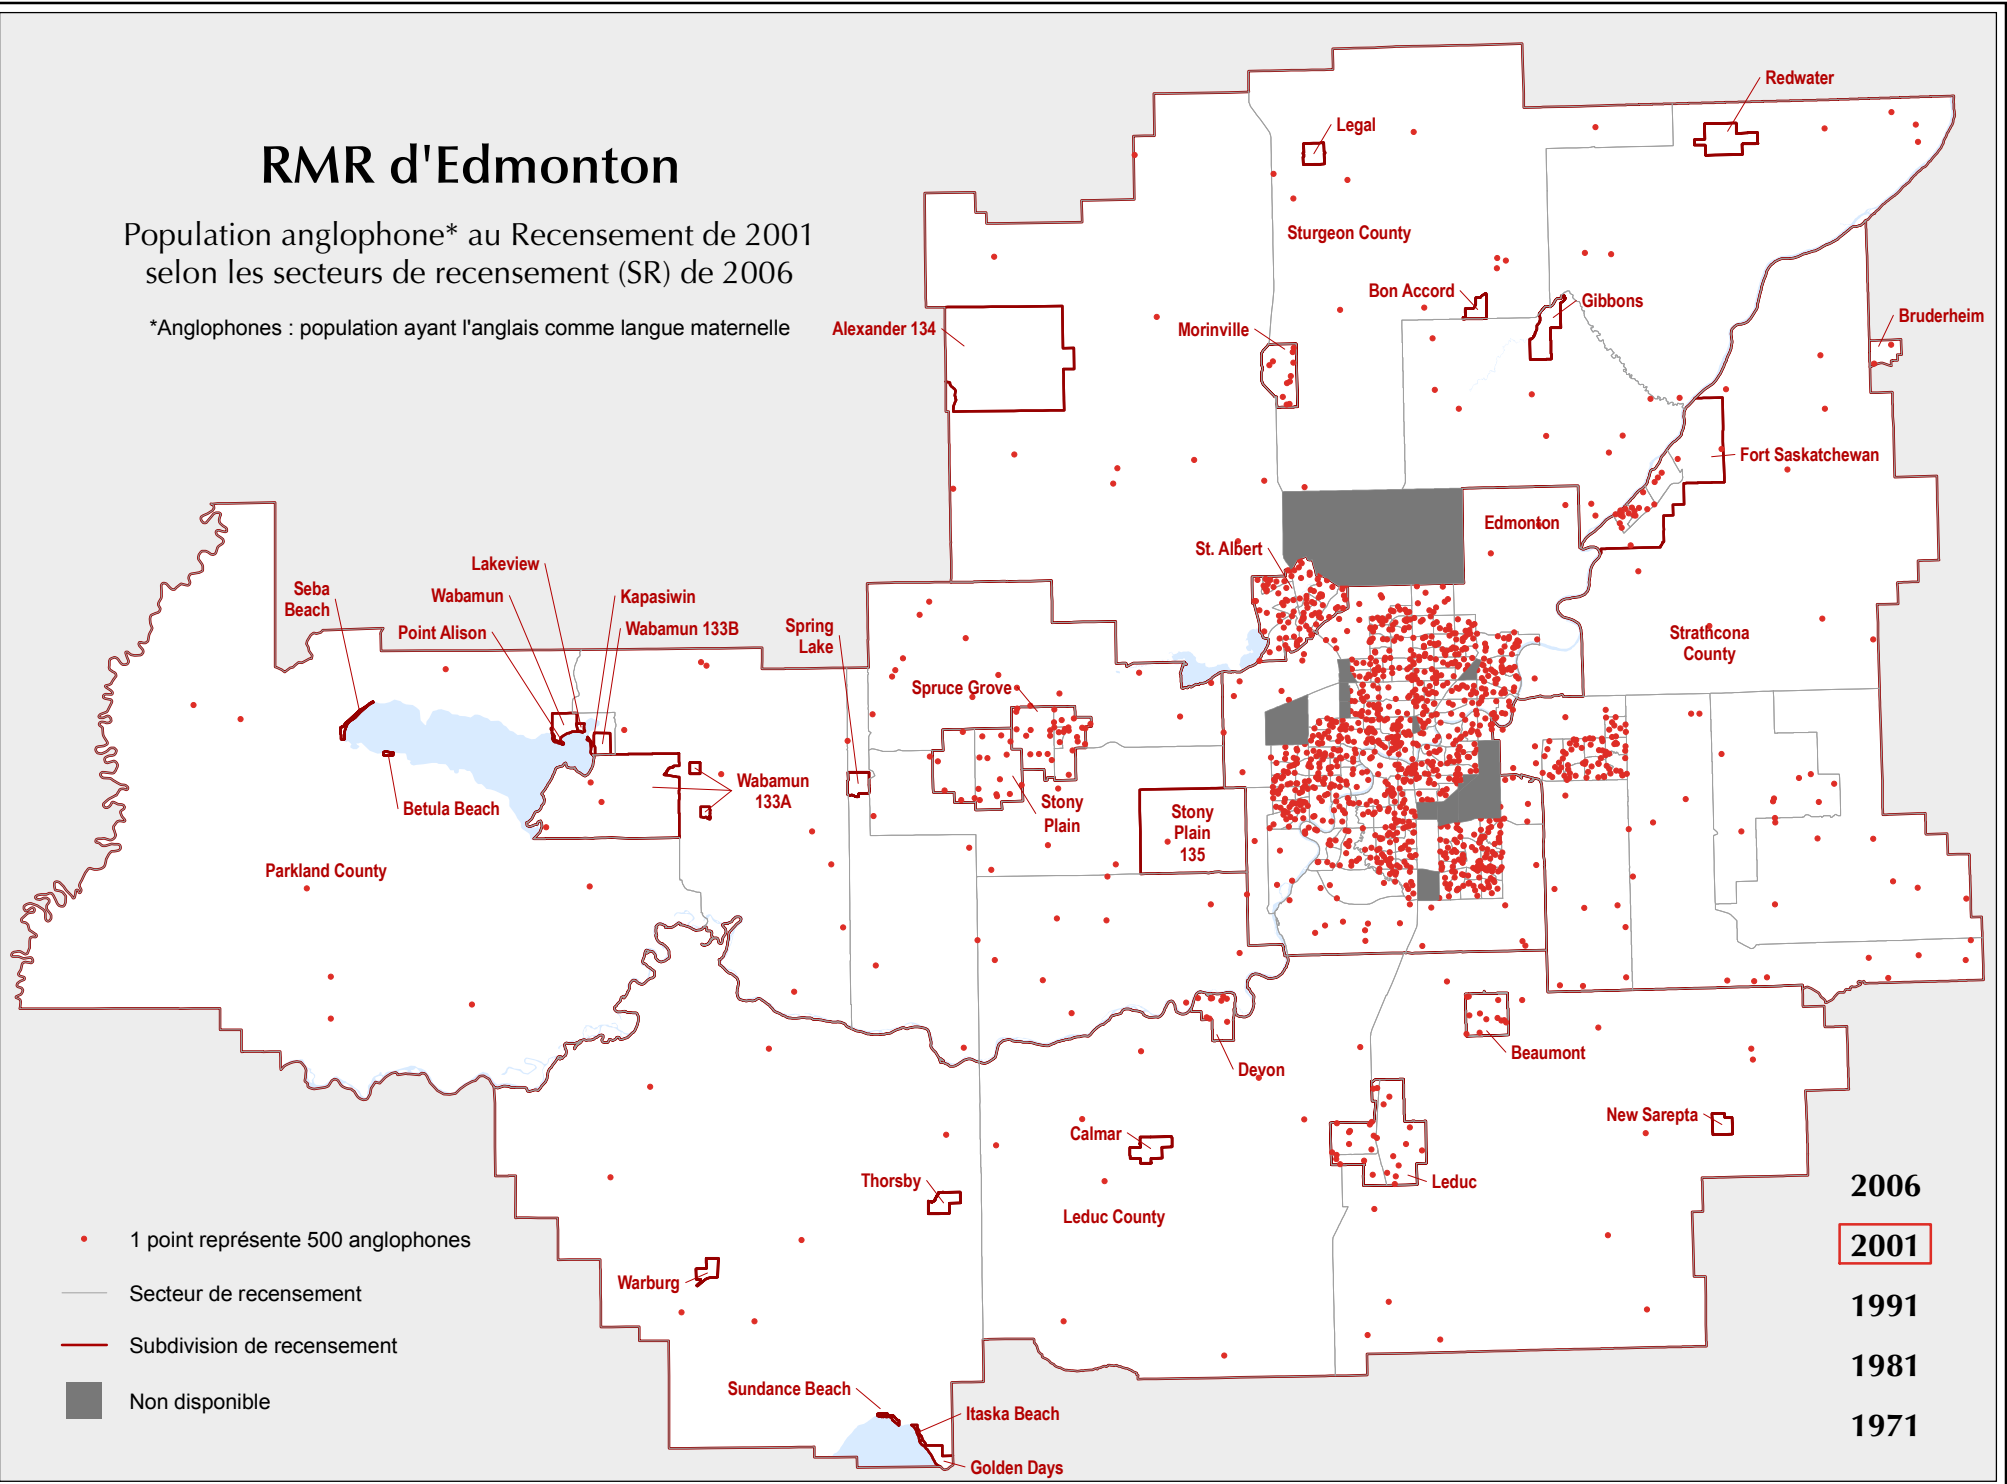 RMR d'Edmonton
Population anglophone* au Recensement de 2001
selon les secteurs de recensement (SR) de 2006
*Anglophones : population ayant l'anglais comme langue maternelle
Redwater
Legal
Sturgeon County
Bon Accord
Gibbons
Bruderheim
Alexander 134
Morinville
Fort Saskatchewan
Edmonton
St. Albert
Lakeview
Seba
Beach
Wabamun
Kapasiwin
Point Alison
Wabamun 133B
Spring
Lake
Strathcona
County
Spruce Grove
Wabamun
133A
Betula Beach
Stony
Plain
Stony
Plain
135
Parkland County
Devon
Beaumont
New Sarepta
Calmar
Thorsby
Leduc
Leduc County
Warburg
Sundance Beach
Itaska Beach
Golden Days
1 point représente 500 anglophones
Secteur de recensement
Subdivision de recensement
Non disponible
2006
2001
1991
1981
1971